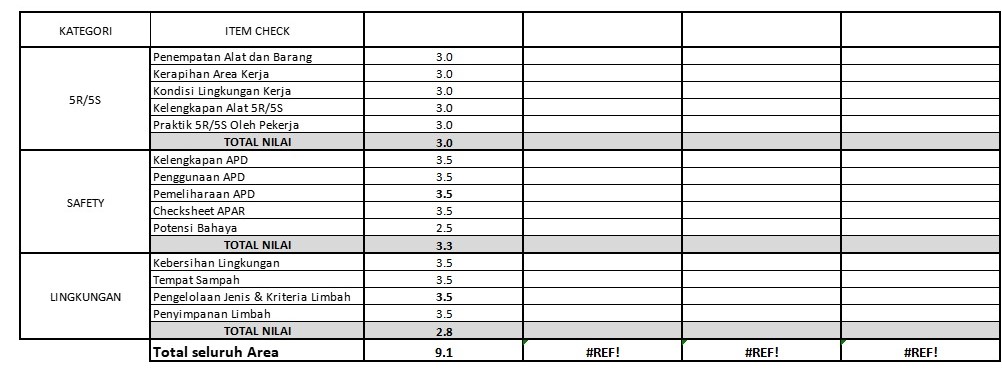 KATEGORI ITEM CHECK
5R/5S
Penempatan Alat dan Barang 3.0
Kerapihan Area Kerja 3.0
Kondisi Lingkungan Kerja 3.0
Kelengkapan Alat 5R/5S 3.0
Praktik 5R/5S Oleh Pekerja 3.0
TOTAL NILAI 3.0
SAFETY
Kelengkapan APD 3.5
Penggunaan APD 3.5
Pemeliharaan APD 3.5
Checksheet APAR 3.5
Potensi Bahaya 2.5
TOTAL NILAI 3.3
LINGKUNGAN
Kebersihan Lingkungan 3.5
Tempat Sampah 3.5
Pengelolaan Jenis & Kriteria Limbah 3.5
Penyimpanan Limbah 3.5
TOTAL NILAI 2.8
Total seluruh Area 9.1 #REF! #REF! #REF!